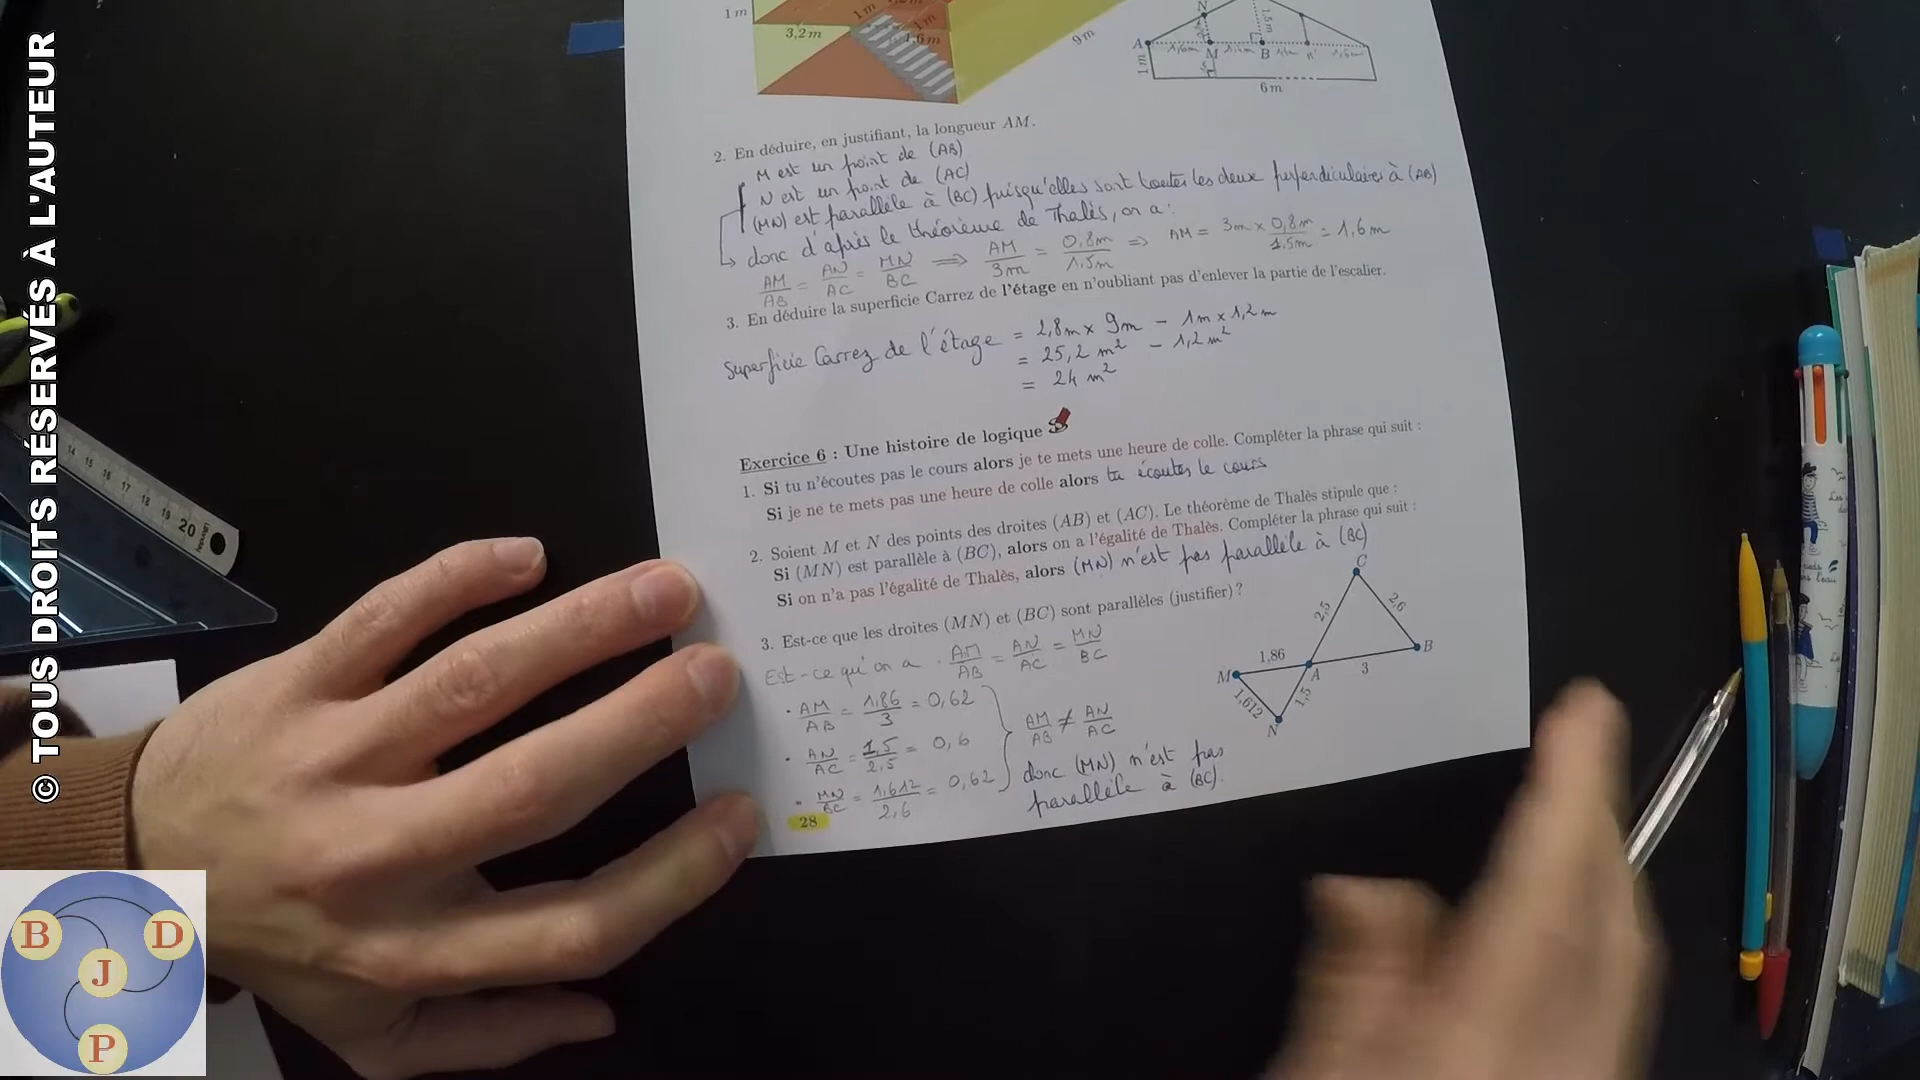 © TOUS DROITS RÉSERVÉS À L'AUTEUR
1 m
3,2 m
1 m
1 m
1,6 m
9 m
N
A
M
B
1,5m
1 m
6 m
2. En déduire, en justifiant, la longueur AM.
M est un point de (AB)
N est un point de (AC)
(MN) est parallèle à (BC) puisqu'elles sont toutes les deux perpendiculaires à (AB)
donc d'après le théorème de Thalès, on a :
AM/AB = AN/AC = MN/BC ⟹ AM/3m = 0,8m/1,5m ⟹ AM = 3m × 0,8m/1,5m = 1,6m
3. En déduire la superficie Carrez de l'étage en n'oubliant pas d'enlever la partie de l'escalier.
Superficie Carrez de l'étage = 2,8m × 9m - 1m × 1,2m
= 25,2 m² - 1,2 m²
= 24 m²
Exercice 6 : Une histoire de logique
1. Si tu n'écoutes pas le cours alors je te mets une heure de colle. Compléter la phrase qui suit :
Si je ne te mets pas une heure de colle alors tu écoutes le cours
2. Soient M et N des points des droites (AB) et (AC). Le théorème de Thalès stipule que :
Si (MN) est parallèle à (BC), alors on a l'égalité de Thalès. Compléter la phrase qui suit :
Si on n'a pas l'égalité de Thalès, alors (MN) n'est pas parallèle à (BC)
3. Est-ce que les droites (MN) et (BC) sont parallèles (justifier) ?
Est-ce qu'on a . AM/AB = AN/AC = MN/BC
• AM/AB = 1,86/3 = 0,62
• AN/AC = 1,5/2,5 = 0,6
• MN/BC = 1,612/2,6 = 0,62
AM/AB ≠ AN/AC
donc (MN) n'est pas
parallèle à (BC).
C
2,5
2,6
B
1,86
M
A
3
1,612
1,5
N
28
14 15 16 17 18 19 20
B D
J
P